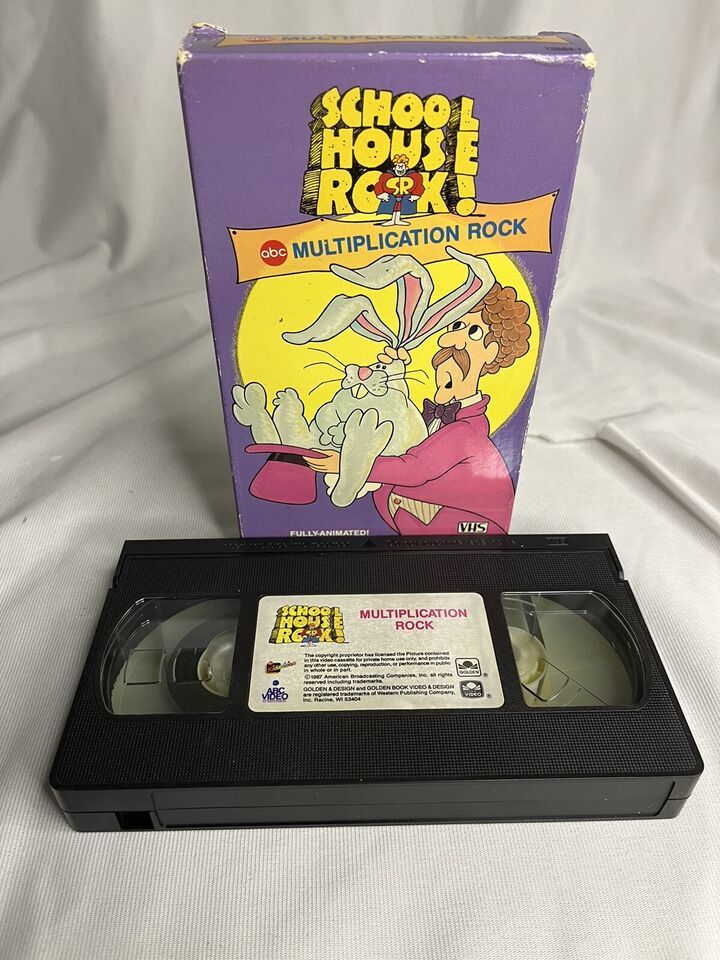 abc MULTIPLICATION ROCK
SCHOOL
HOUSE
ROCK!
SR
abc MULTIPLICATION ROCK
FULLY-ANIMATED!
VHS
SCHOOL
HOUSE
ROCK!
MULTIPLICATION
ROCK
The copyright proprietor has licensed the Picture contained
in this video cassette for private home use only, and prohibits
any other use, copying, reproduction, or performance in public
in whole or in part.
©1987 American Broadcasting Companies, Inc. all rights
reserved including trademarks.
ABC
VIDEO
GOLDEN & DESIGN and GOLDEN BOOK VIDEO & DESIGN
are registered trademarks of Western Publishing Company,
Inc. Racine, WI 53404
GOLDEN
®
VIDEO
®